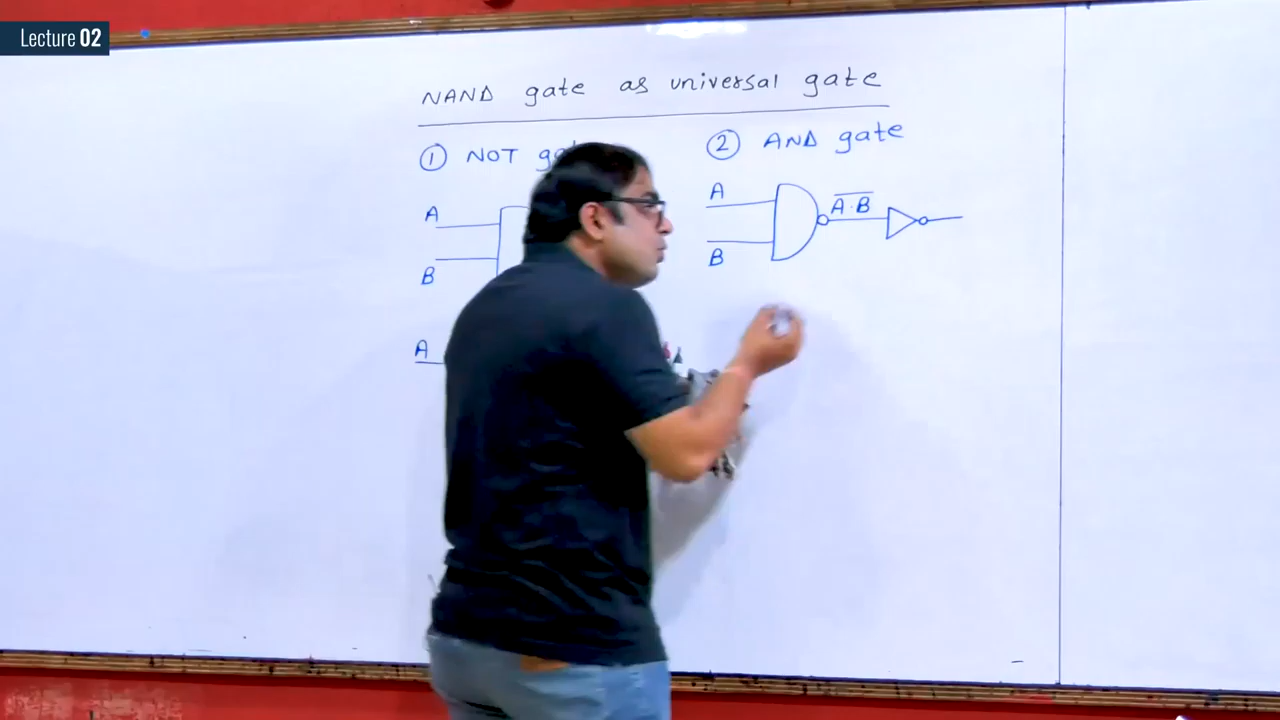 Lecture 02
NAND gate as universal gate
① NOT
② AND gate
A
B
A
A
B
A̅·̅B̅